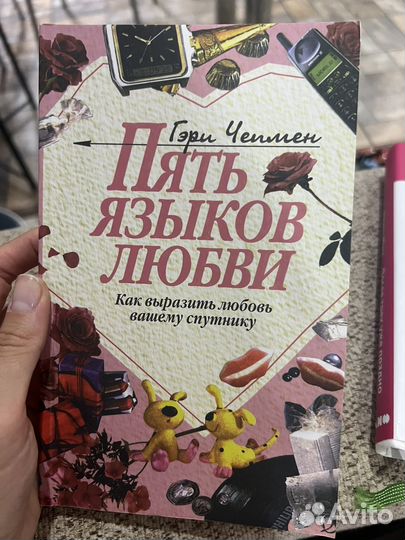 Гэри Чепмен
ПЯТЬ
ЯЗЫКОВ
ЛЮБВИ
Как выразить любовь
вашему спутнику
Avito